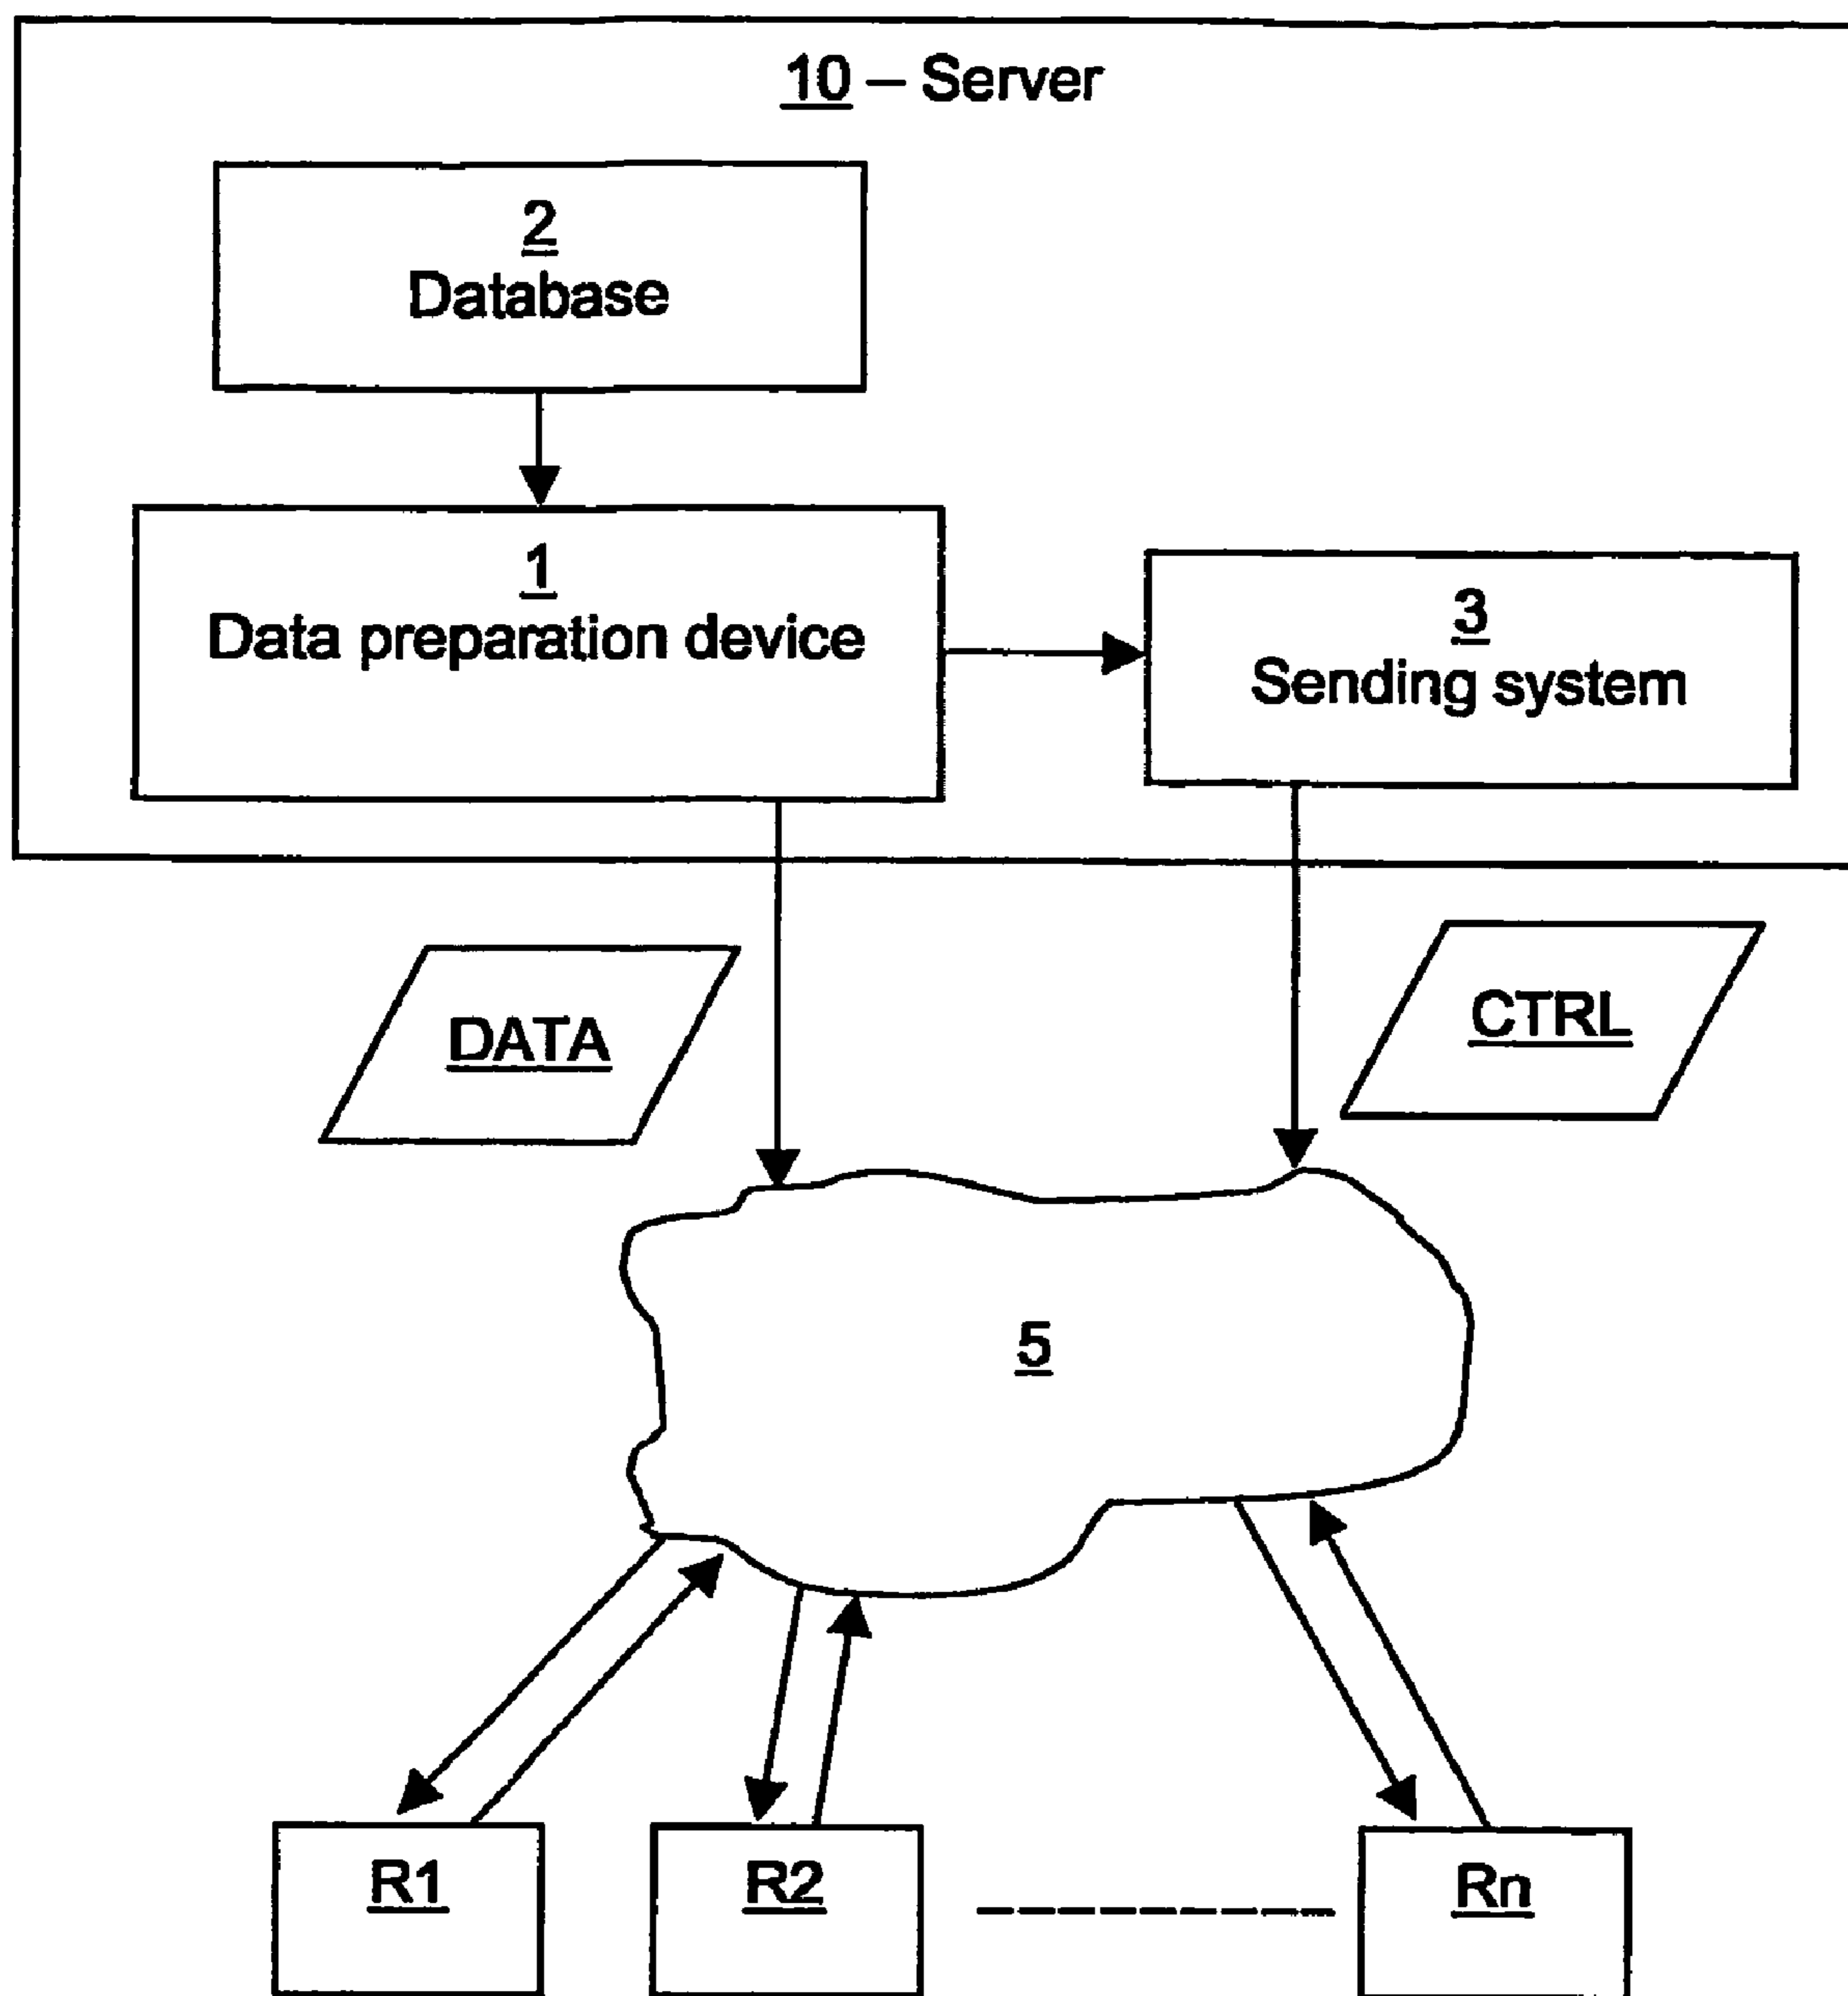 10 – Server
2
Database
1
Data preparation device
3
Sending system
DATA
CTRL
5
R1
R2
Rn